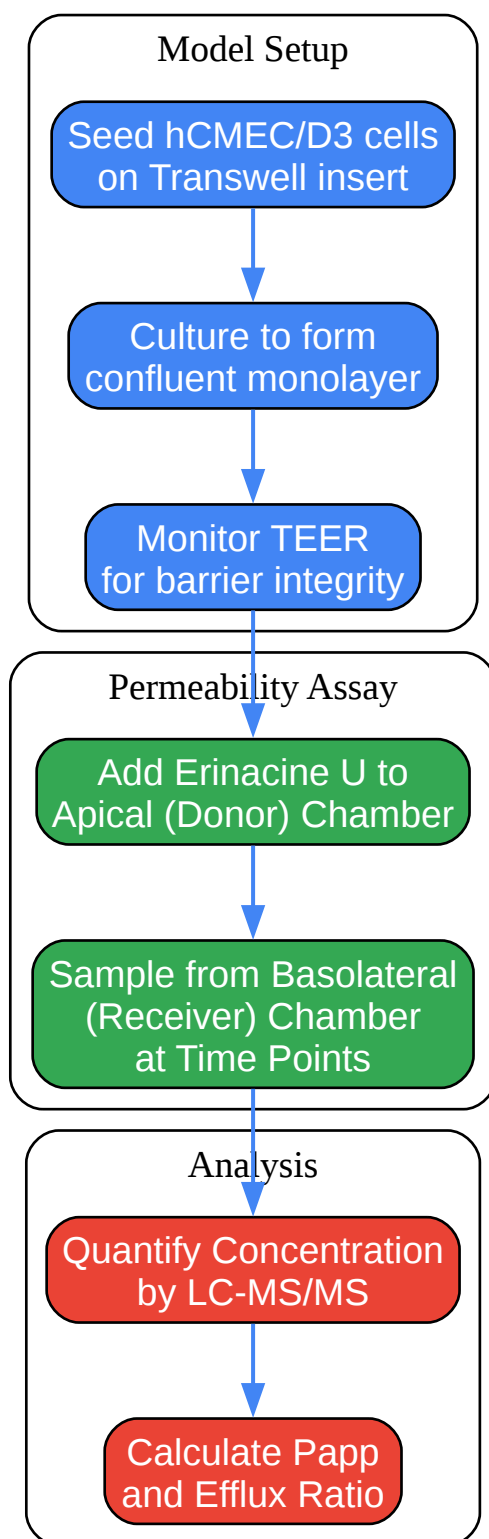 Model Setup
Seed hCMEC/D3 cells
on Transwell insert
Culture to form
confluent monolayer
Monitor TEER
for barrier integrity
Permeability Assay
Add Erinacine U to
Apical (Donor) Chamber
Sample from Basolateral
(Receiver) Chamber
at Time Points
Analysis
Quantify Concentration
by LC-MS/MS
Calculate Papp
and Efflux Ratio